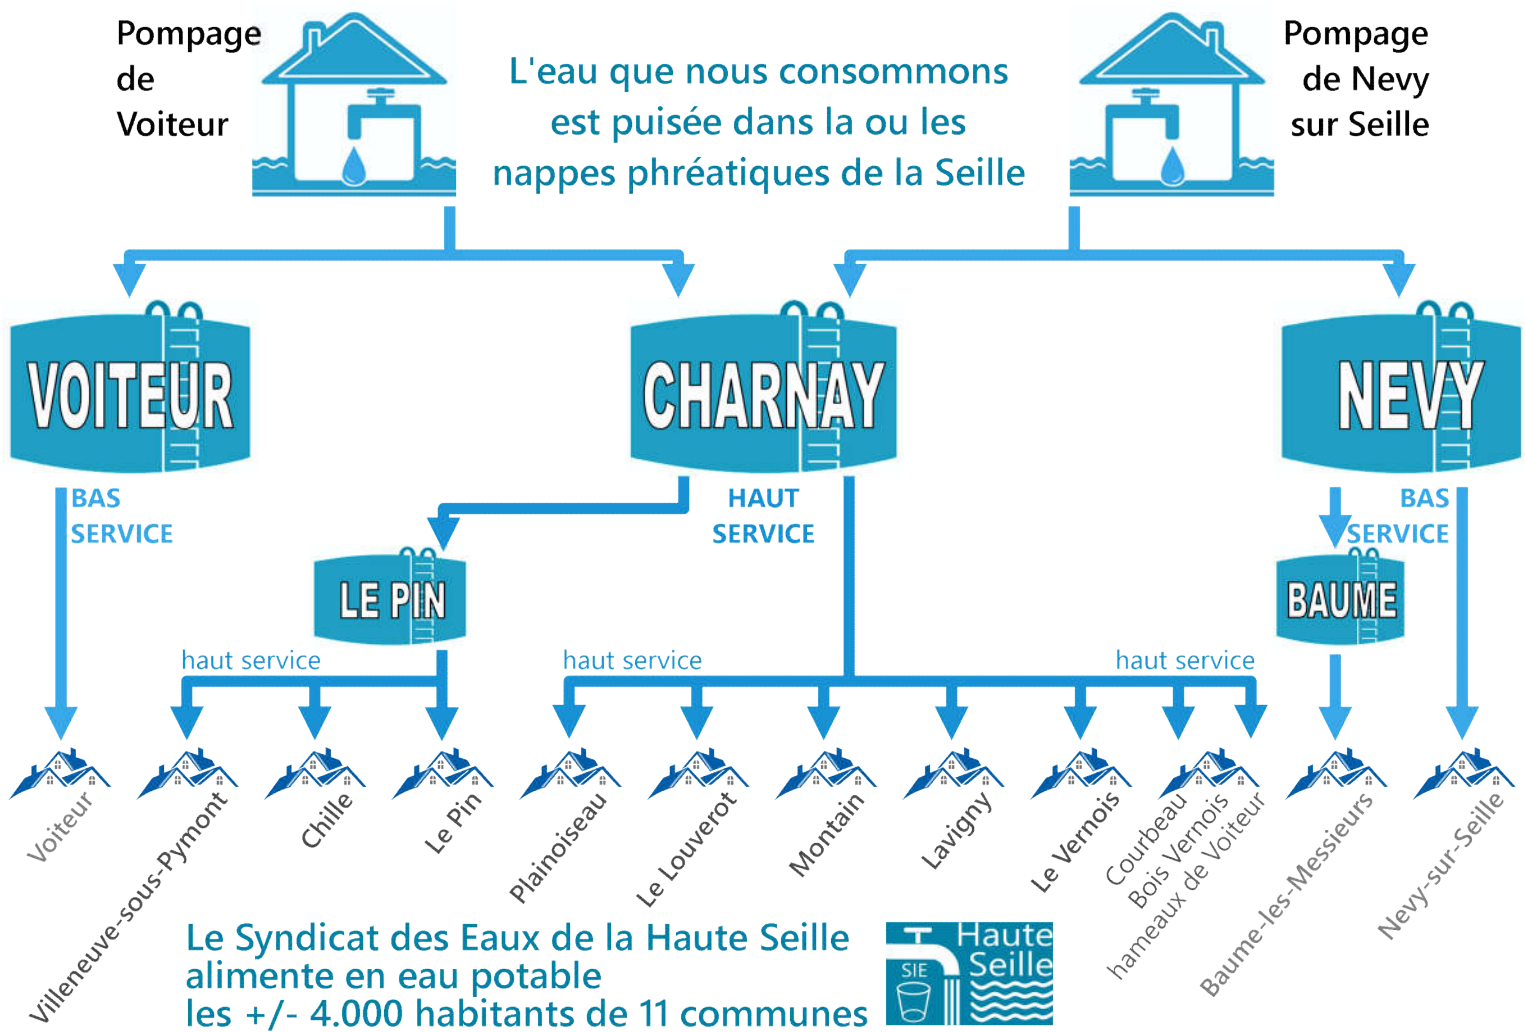 Pompage
de
Voiteur
L'eau que nous consommons
est puisée dans la ou les
nappes phréatiques de la Seille
Pompage
de Nevy
sur Seille
VOITEUR
CHARNAY
NEVY
BAS
SERVICE
HAUT
SERVICE
BAS
SERVICE
LE PIN
BAUME
haut service
haut service
haut service
Voiteur
Villeneuve-sous-Pymont
Chille
Le Pin
Plainoiseau
Le Louverot
Montain
Lavigny
Le Vernois
Courbeau
Bois Vernois
hameaux de Voiteur
Baume-les-Messieurs
Nevy-sur-Seille
Le Syndicat des Eaux de la Haute Seille
alimente en eau potable
les +/- 4.000 habitants de 11 communes
Haute
Seille
SIE